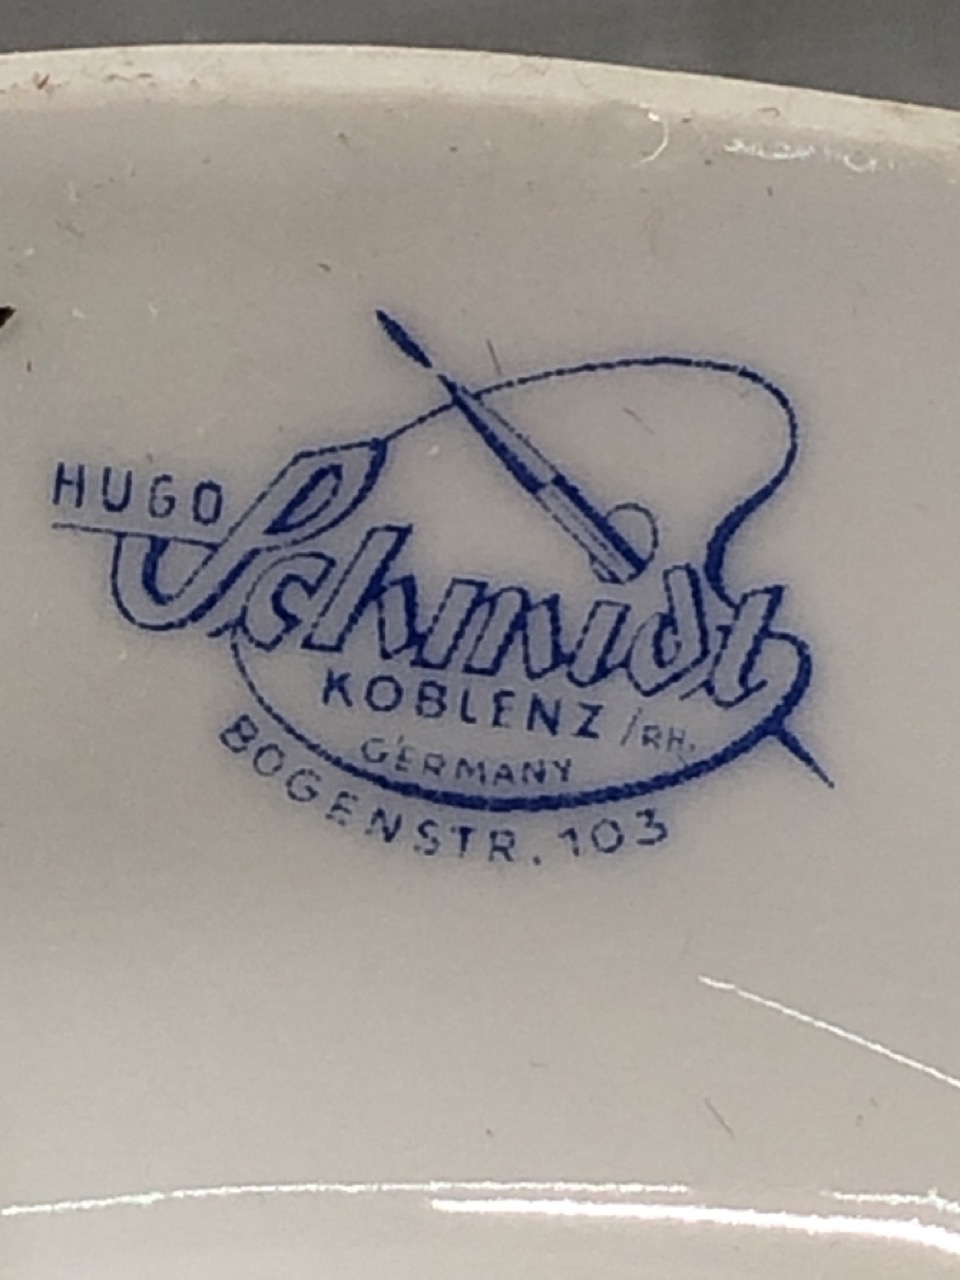 HUGO
Schmidt
KOBLENZ /RH.
GERMANY
BOGENSTR. 103